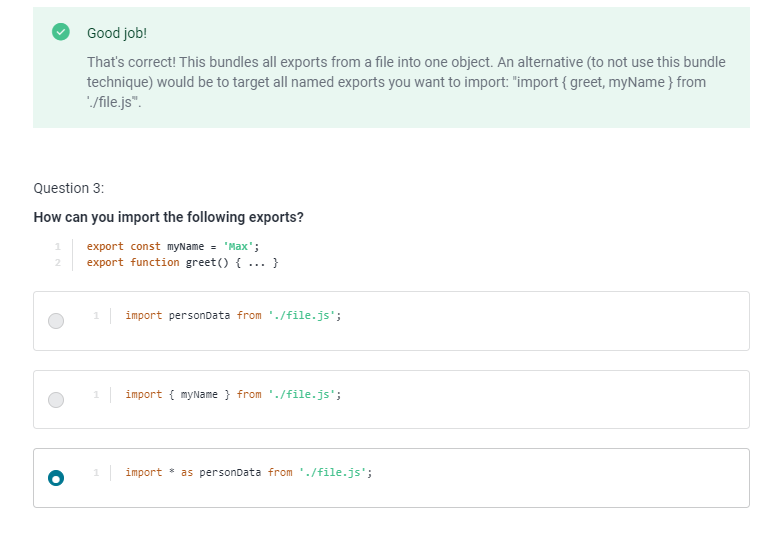 Good job!
That's correct! This bundles all exports from a file into one object. An alternative (to not use this bundle
technique) would be to target all named exports you want to import: "import { greet, myName } from
'./file.js'".
Question 3:
How can you import the following exports?
1 export const myName = 'Max';
2 export function greet() { ... }
1 import personData from './file.js';
1 import { myName } from './file.js';
1 import * as personData from './file.js';